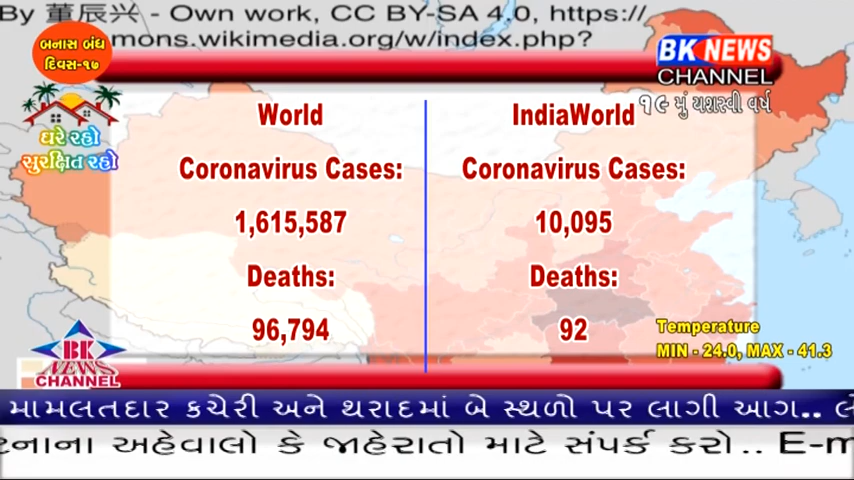 By 董辰兴 - Own work, CC BY-SA 4.0, https://
mons.wikimedia.org/w/index.php?
બનાસ બંધ
દિવસ-૧૭
BK NEWS
CHANNEL
૧૯ મું યશસ્વી વર્ષ
ઘરે રહો
સુરક્ષિત રહો
World
Coronavirus Cases:
1,615,587
Deaths:
96,794
IndiaWorld
Coronavirus Cases:
10,095
Deaths:
92
Temperature
MIN - 24.0, MAX - 41.3
BK
NEWS
CHANNEL
મામલતદાર કચેરી અને થરાદમાં બે સ્થળો પર લાગી આગ..
અહેવાલો કે જાહેરાતો માટે સંપર્ક કરો.. E-m